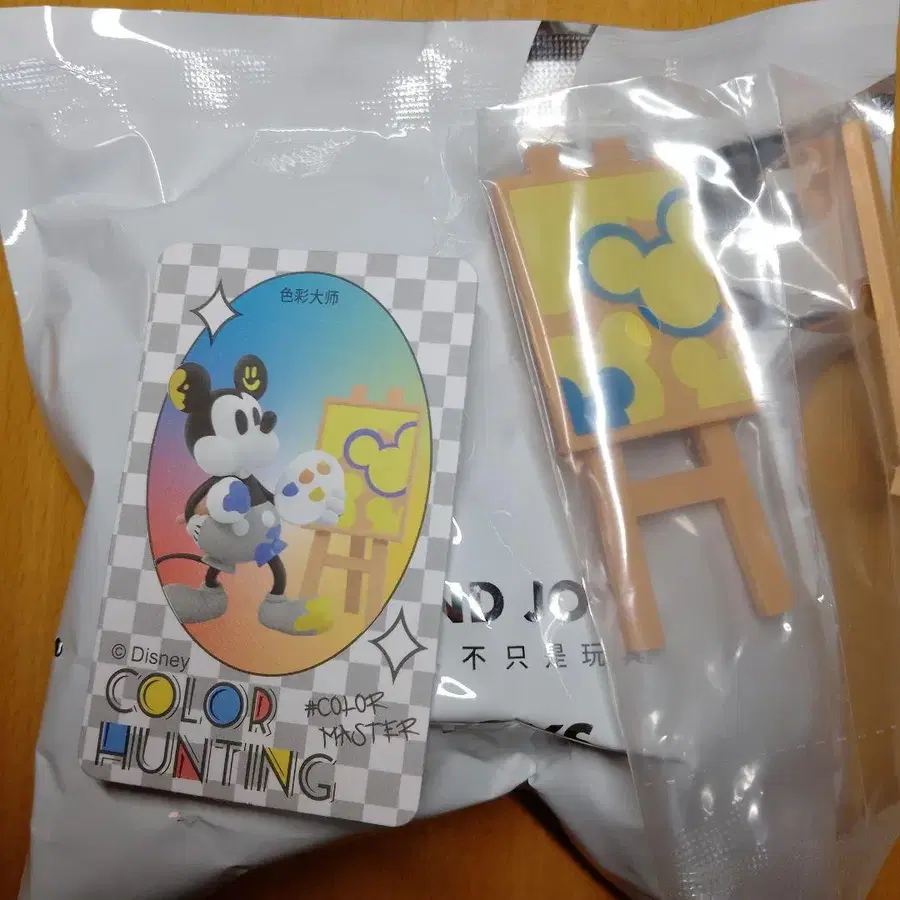 色彩大师
© Disney
COLOR
HUNTING
#COLOR
MASTER
ND JO
不只是玩